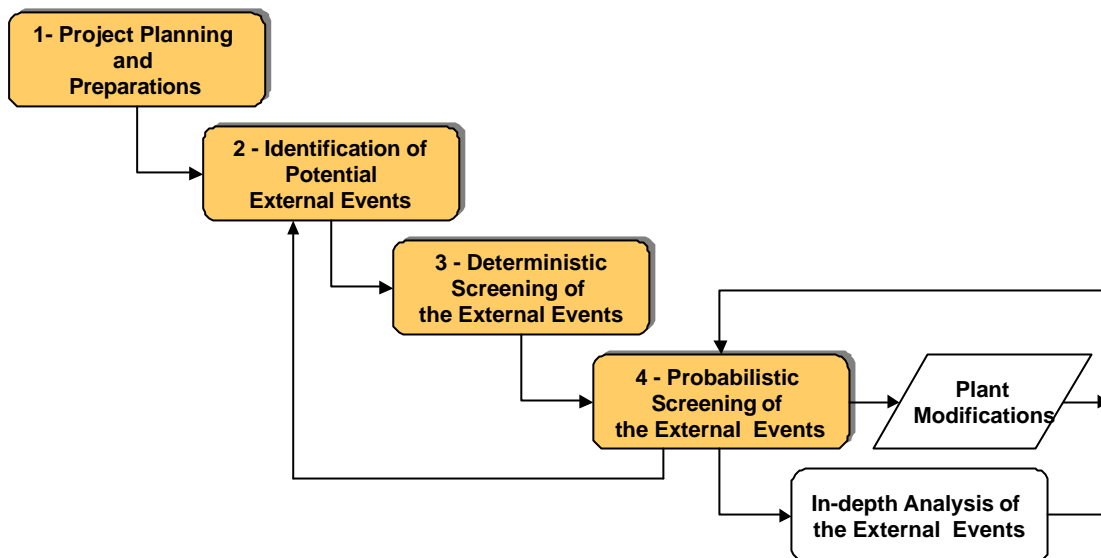 1- Project Planning
and
Preparations
2 - Identification of
Potential
External Events
3 - Deterministic
Screening of
the External Events
4 - Probabilistic
Screening of
the External Events
Plant
Modifications
In-depth Analysis of
the External Events